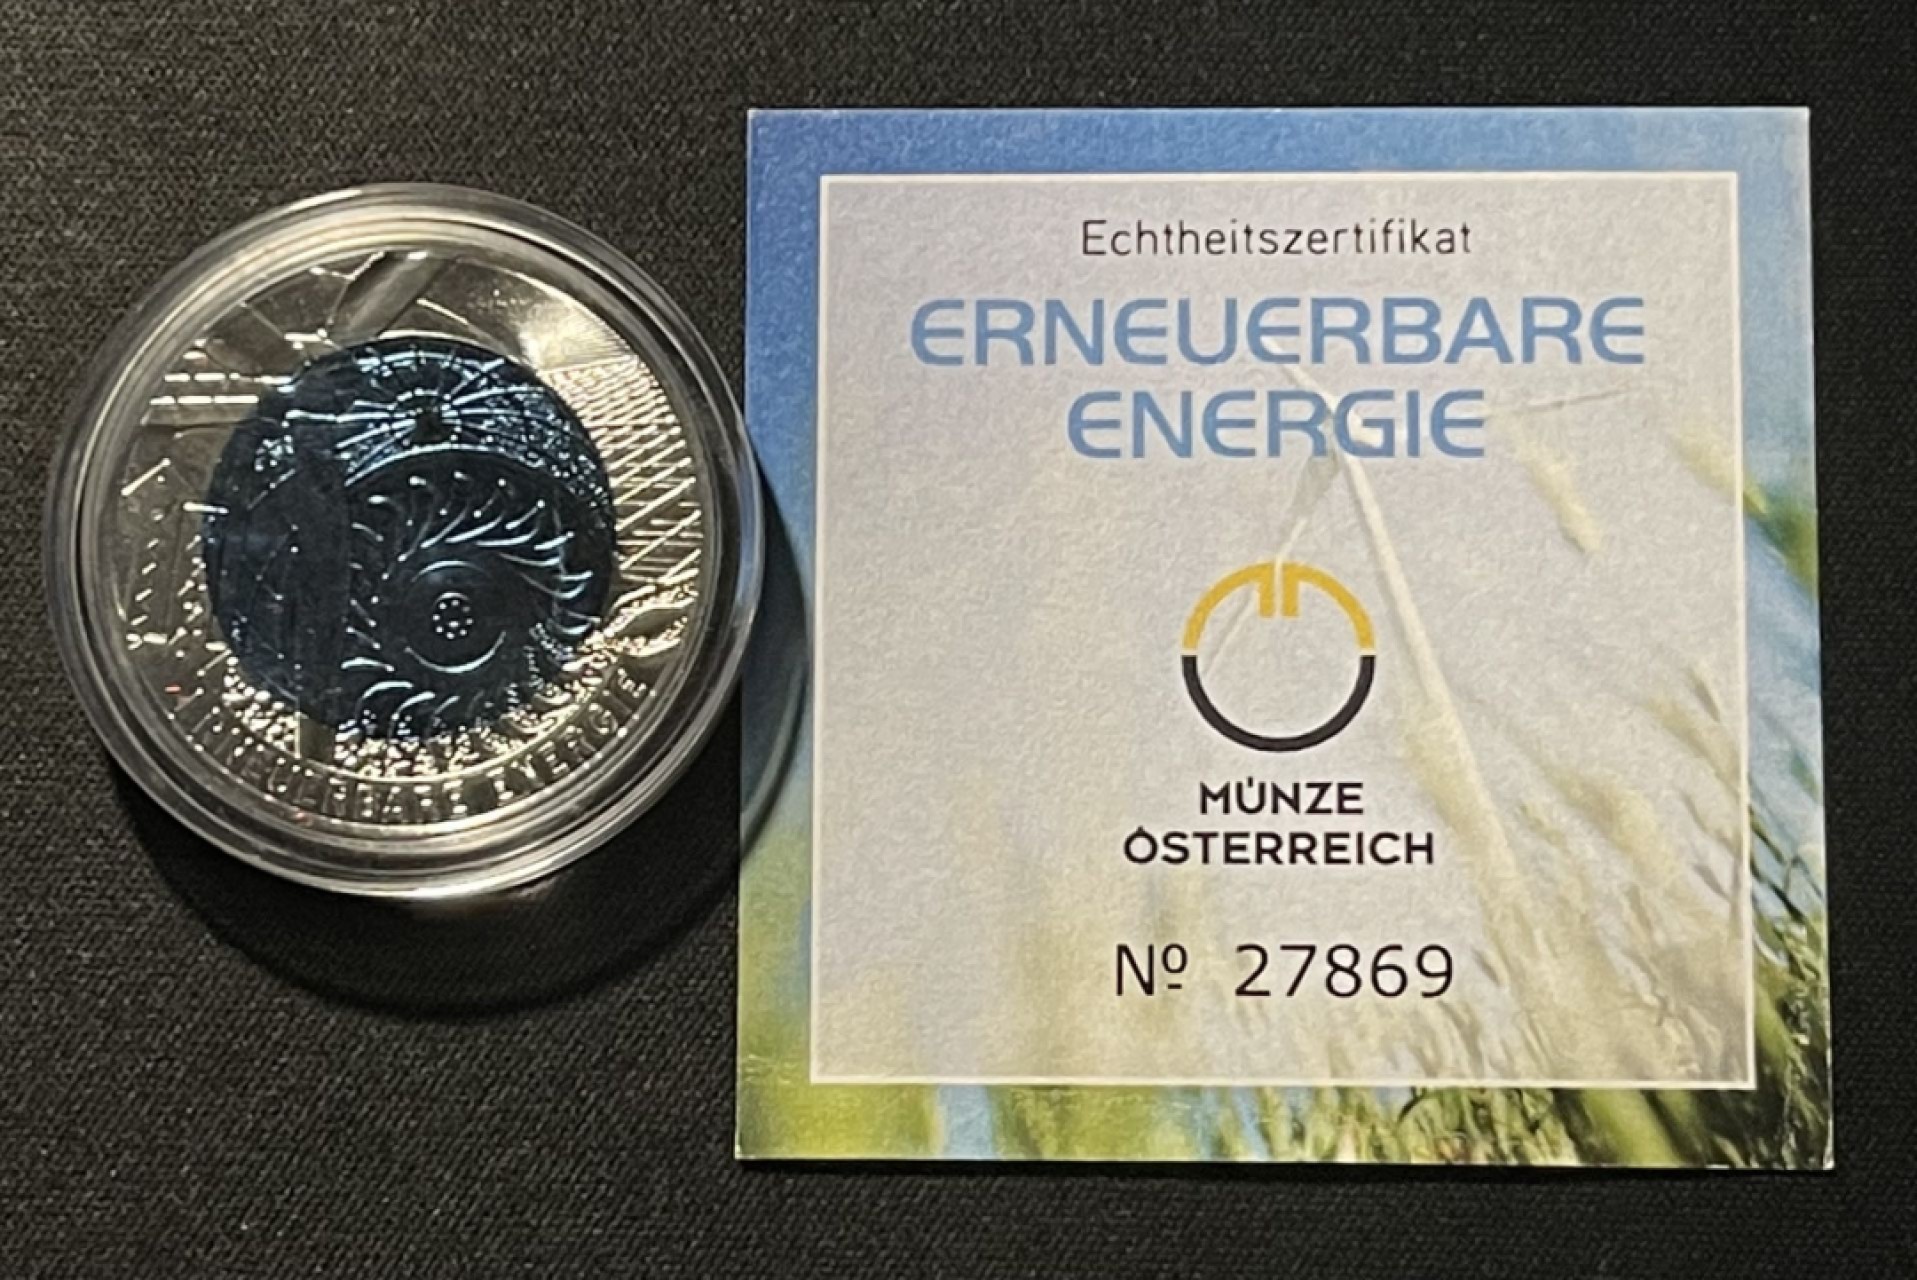 ERNEUERBARE ENERGIE
Echtheitszertifikat
ERNEUERBARE
ENERGIE
MÜNZE
ÖSTERREICH
Nº 27869